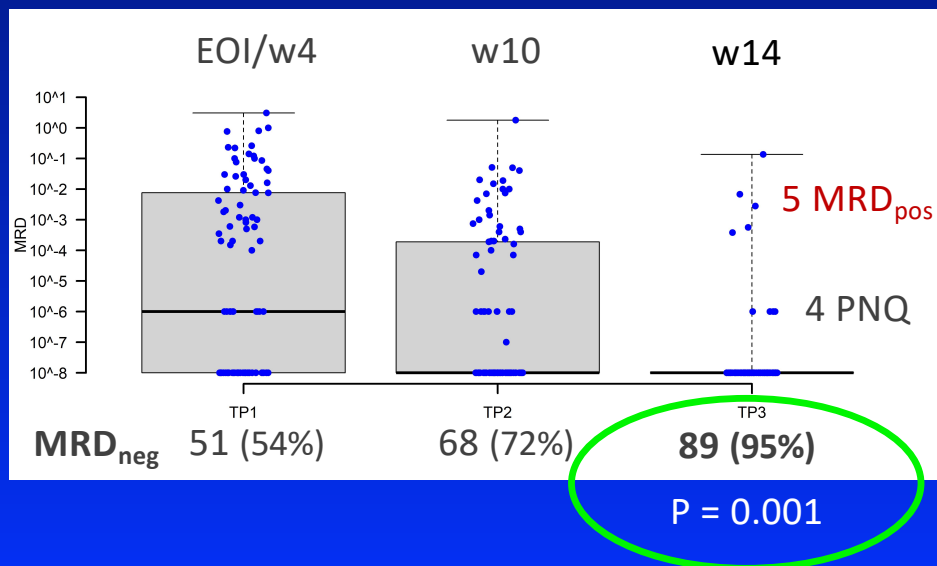 EOI/w4 w10 w14
10^1
10^0
10^-1
10^-2
10^-3
10^-4
10^-5
10^-6
10^-7
10^-8
MRD
5 MRDpos
4 PNQ
TP1 TP2 TP3
MRDneg 51 (54%) 68 (72%) 89 (95%)
P = 0.001